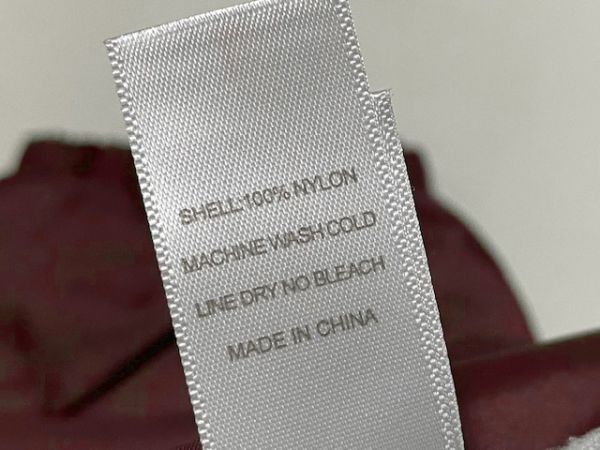 SHELL:100% NYLON
MACHINE WASH COLD
LINE DRY NO BLEACH
MADE IN CHINA